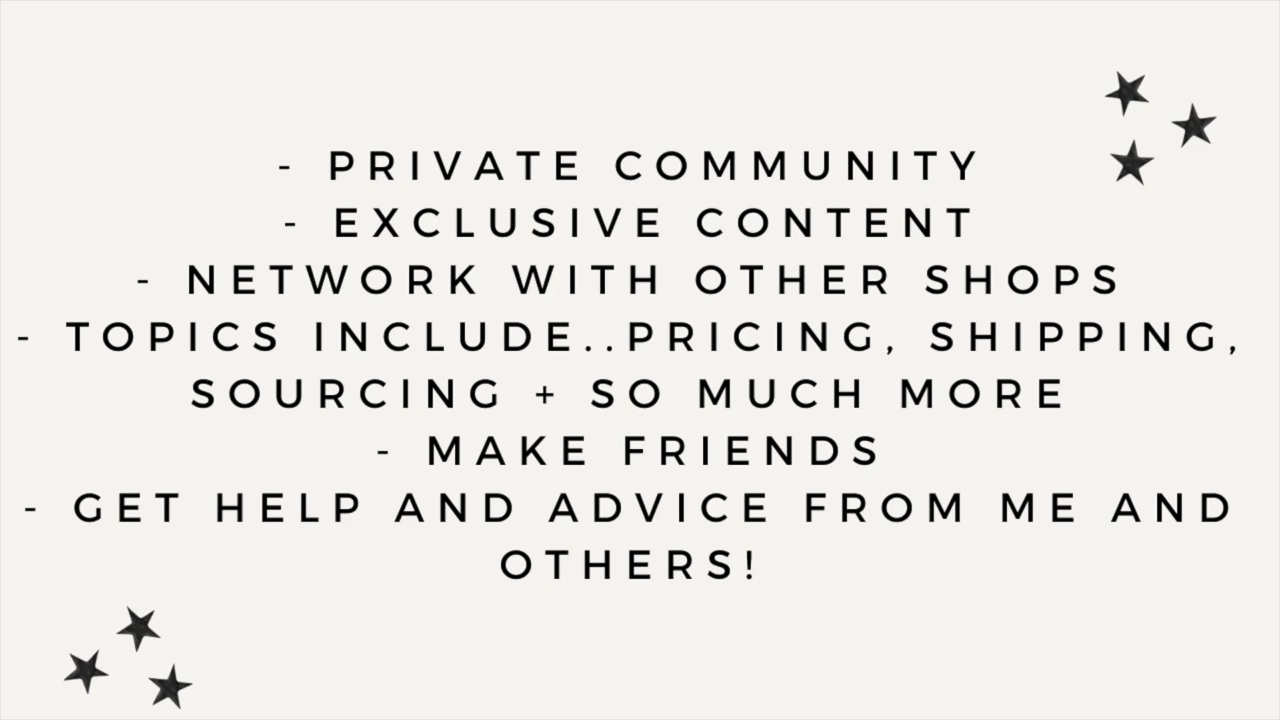 - PRIVATE COMMUNITY
- EXCLUSIVE CONTENT
- NETWORK WITH OTHER SHOPS
- TOPICS INCLUDE..PRICING, SHIPPING,
SOURCING + SO MUCH MORE
- MAKE FRIENDS
- GET HELP AND ADVICE FROM ME AND
OTHERS!